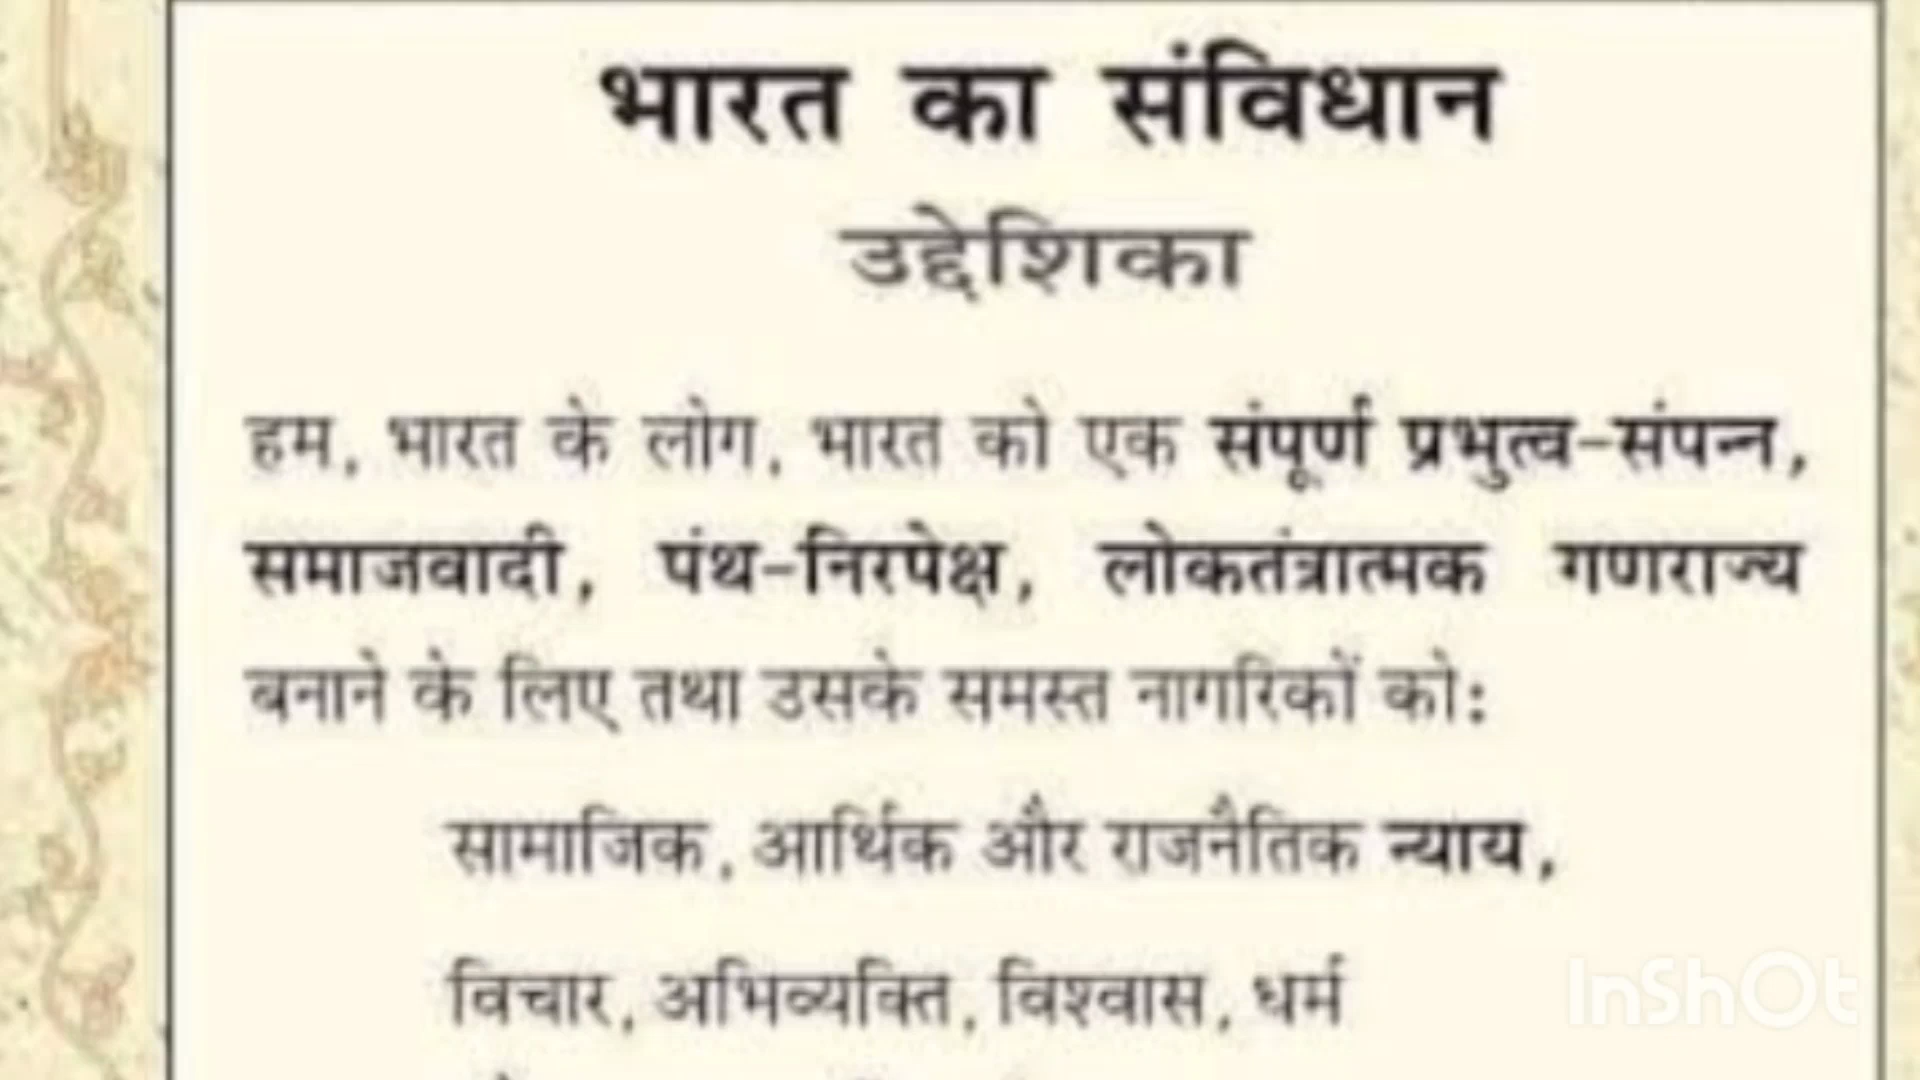 भारत का संविधान
उद्देशिका
हम, भारत के लोग, भारत को एक संपूर्ण प्रभुत्व-संपन्न,
समाजवादी, पंथ-निरपेक्ष, लोकतंत्रात्मक गणराज्य
बनाने के लिए तथा उसके समस्त नागरिकों को:
सामाजिक, आर्थिक और राजनैतिक न्याय,
विचार, अभिव्यक्ति, विश्वास, धर्म
InShOt